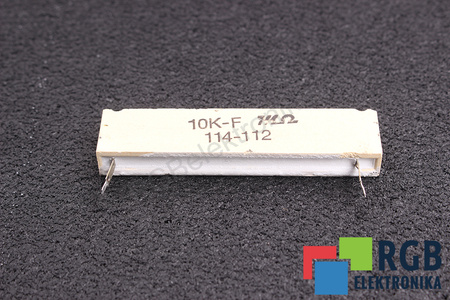 10K-F
114-112
RGB
ELEKTRONIKA